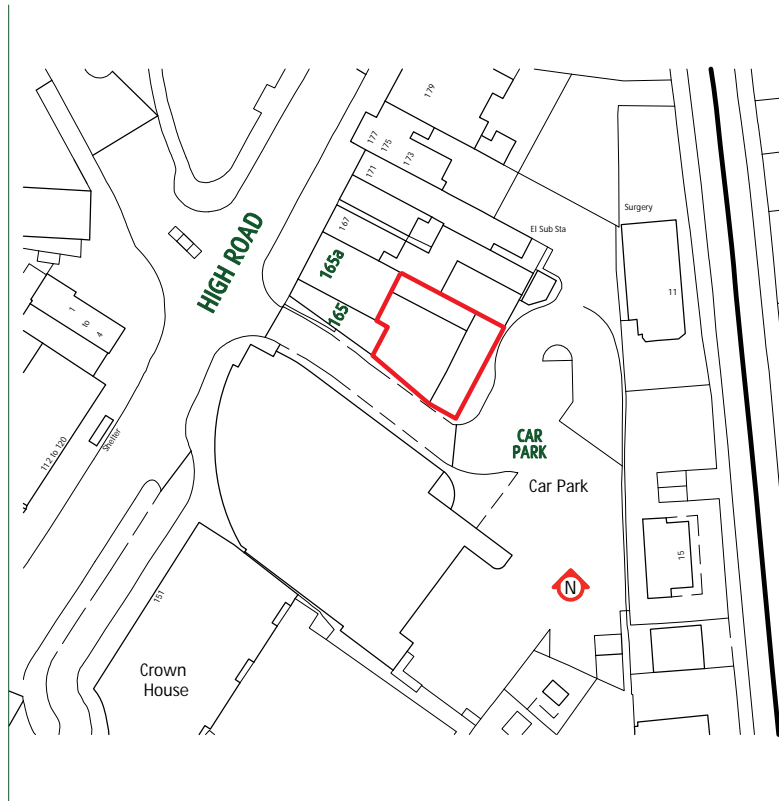 179
177
175
173
171
167
165a
165
HIGH ROAD
El Sub Sta
Surgery
11
1
to
4
112 to 120
Shelter
CAR
PARK
Car Park
N
15
151
Crown
House